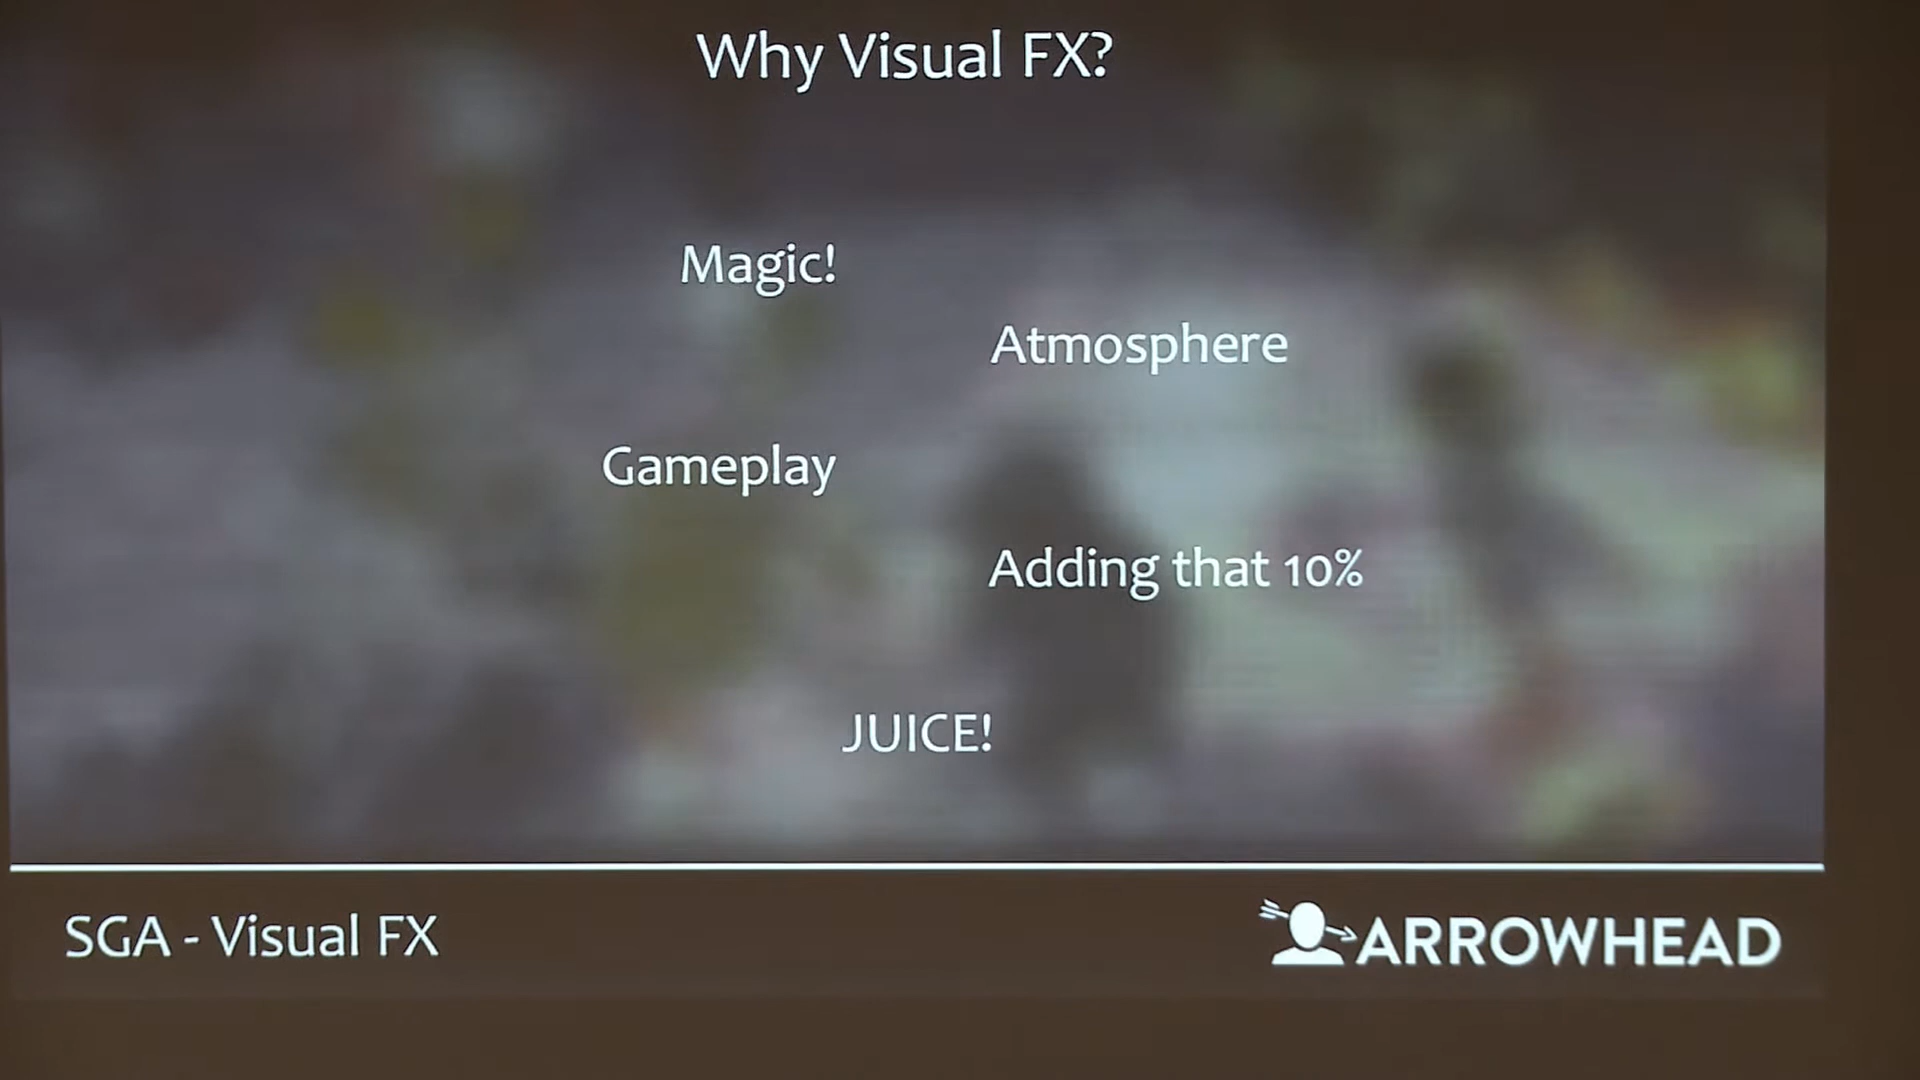 Why Visual FX?
Magic!
Atmosphere
Gameplay
Adding that 10%
JUICE!
SGA - Visual FX
ARROWHEAD